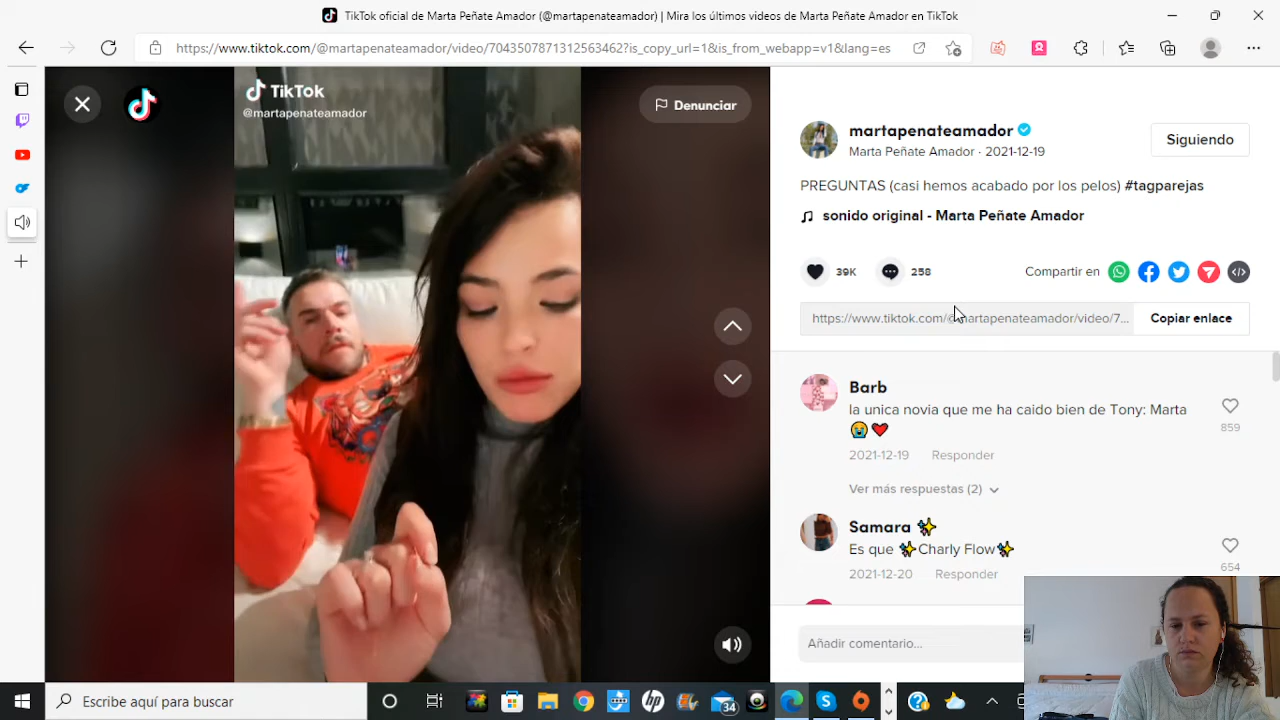 TikTok oficial de Marta Peñate Amador (@martapenateamador) | Mira los últimos videos de Marta Peñate Amador en TikTok
https://www.tiktok.com/@martapenateamador/video/7043507871312563462?is_copy_url=1&is_from_webapp=v1&lang=es
TikTok
@martapenateamador
Denunciar
martapenateamador
Marta Peñate Amador · 2021-12-19
Siguiendo
PREGUNTAS (casi hemos acabado por los pelos) #tagparejas
sonido original - Marta Peñate Amador
39K
258
Compartir en
https://www.tiktok.com/@martapenateamador/video/7...
Copiar enlace
Barb
la unica novia que me ha caido bien de Tony: Marta
😭❤️
859
2021-12-19 Responder
Ver más respuestas (2)
Samara ✨
Es que ✨Charly Flow✨
654
2021-12-20 Responder
Añadir comentario...
Escribe aquí para buscar
hp
34